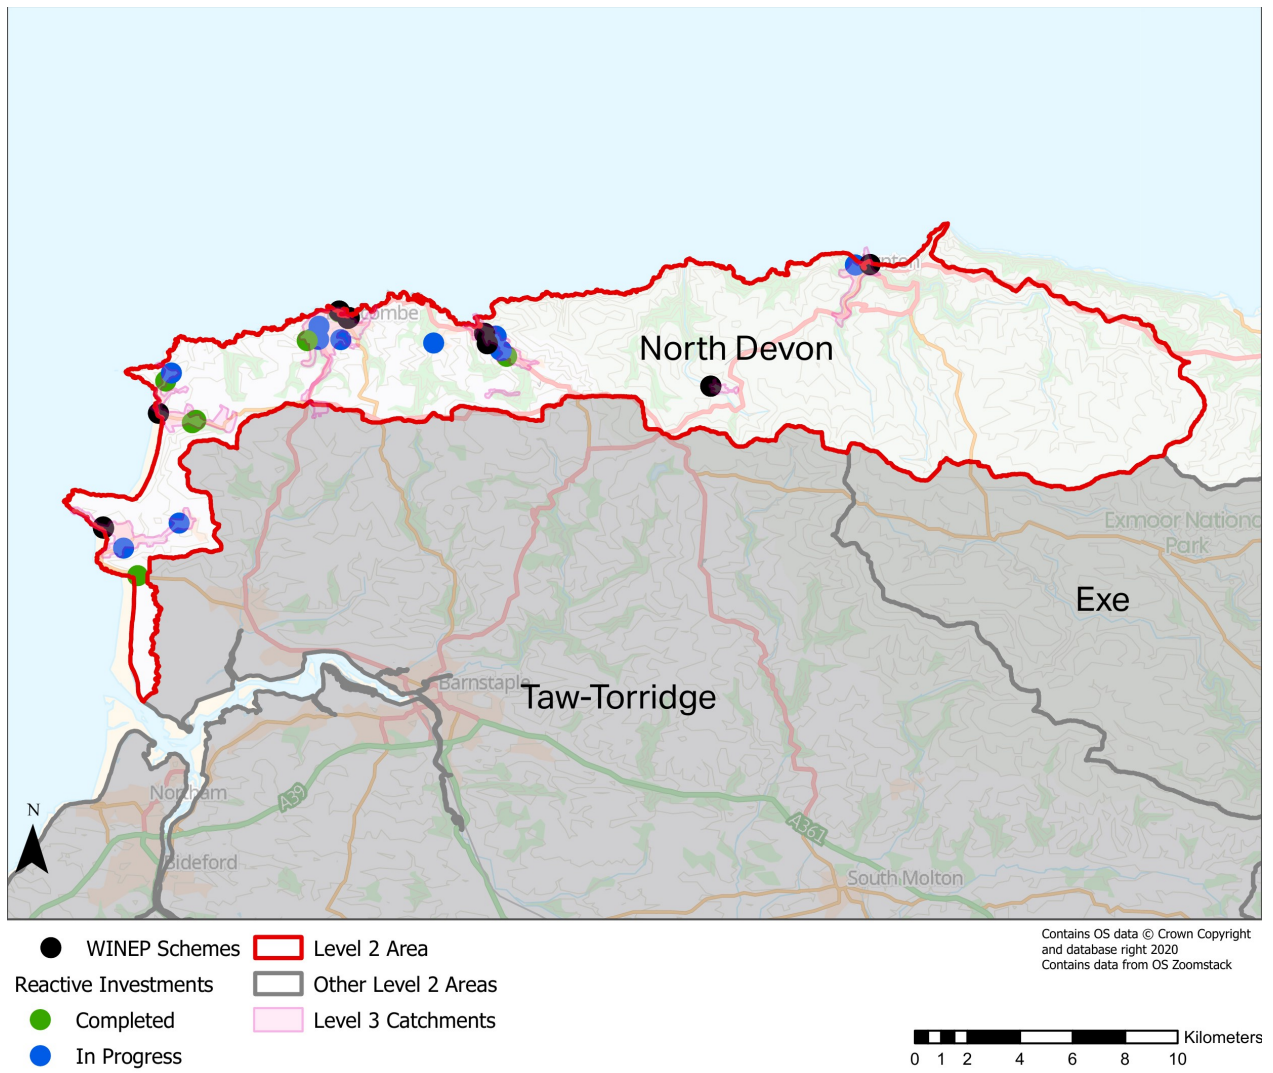 North Devon
Exmoor Nationa
Park
Exe
Barnstaple
Taw-Torridge
N
Northam
A39
A361
Bideford
South Molton
WINEP Schemes
Level 2 Area
Reactive Investments
Other Level 2 Areas
Completed
Level 3 Catchments
In Progress
Contains OS data © Crown Copyright
and database right 2020
Contains data from OS Zoomstack
Kilometers
0 1 2 4 6 8 10